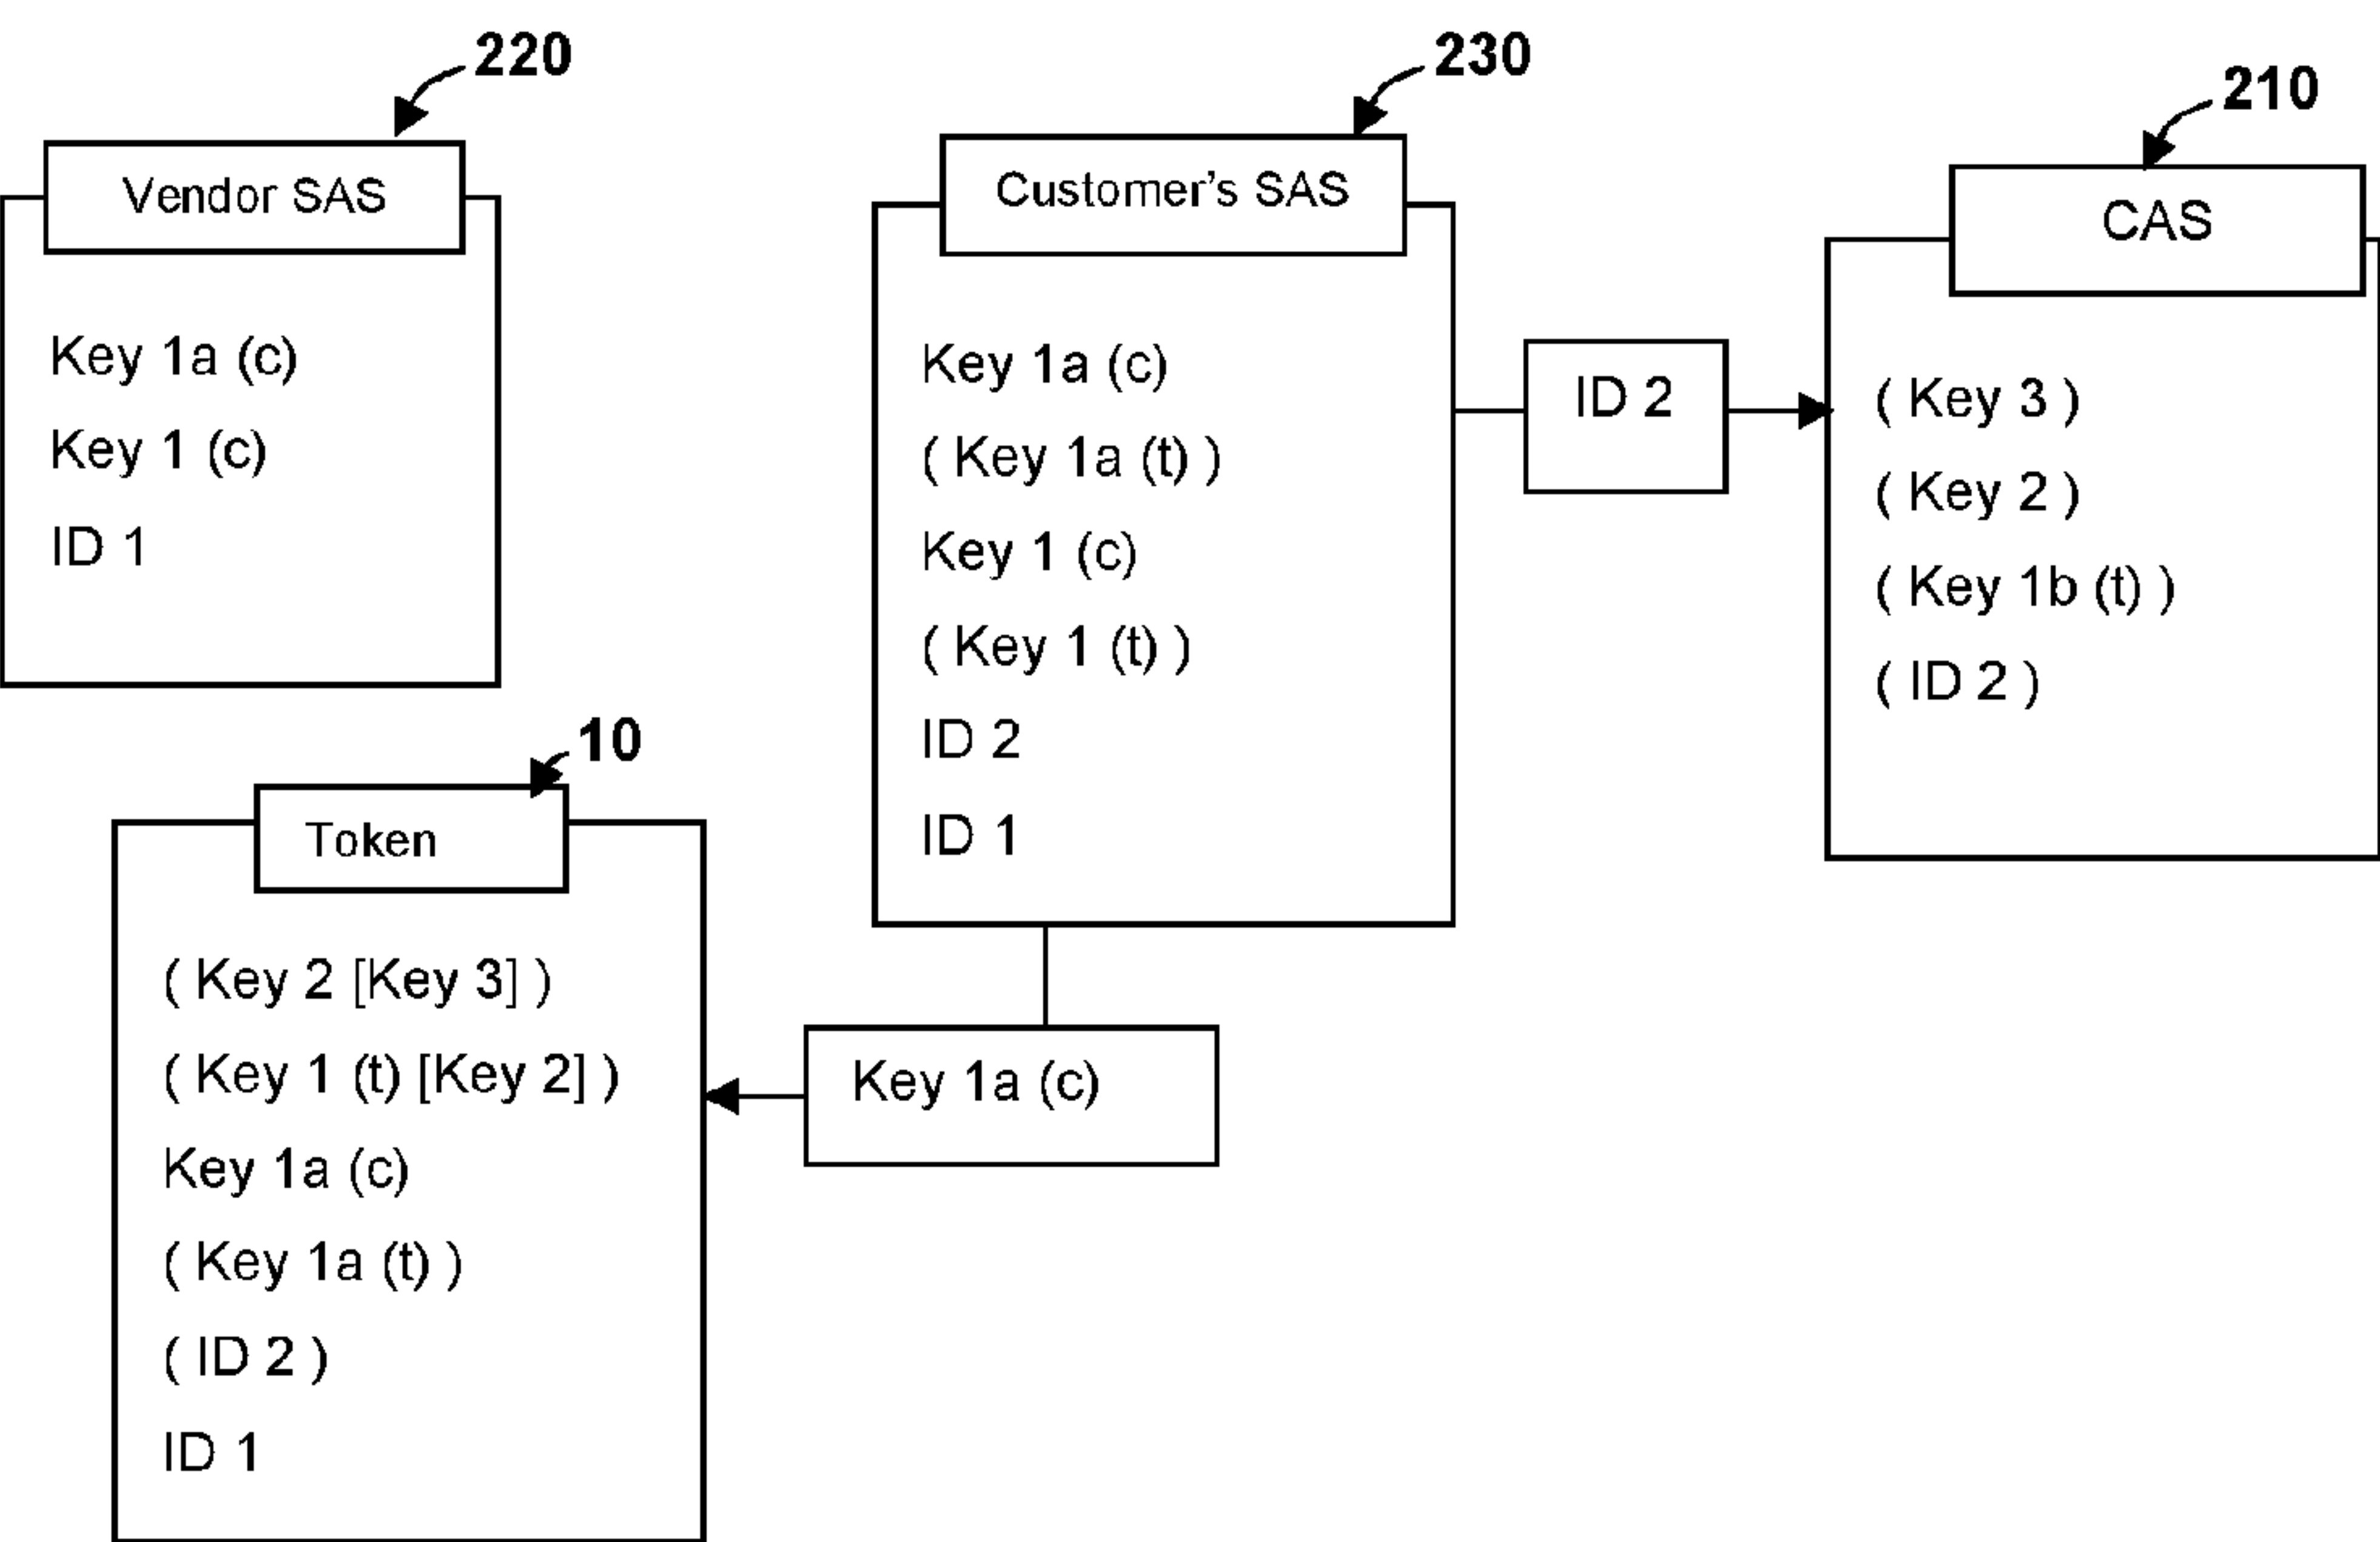 220
Vendor SAS
Key 1a (c)
Key 1 (c)
ID 1
230
Customer's SAS
Key 1a (c)
( Key 1a (t) )
Key 1 (c)
( Key 1 (t) )
ID 2
ID 1
ID 2
210
CAS
( Key 3 )
( Key 2 )
( Key 1b (t) )
( ID 2 )
10
Token
( Key 2 [Key 3] )
( Key 1 (t) [Key 2] )
Key 1a (c)
( Key 1a (t) )
( ID 2 )
ID 1
Key 1a (c)